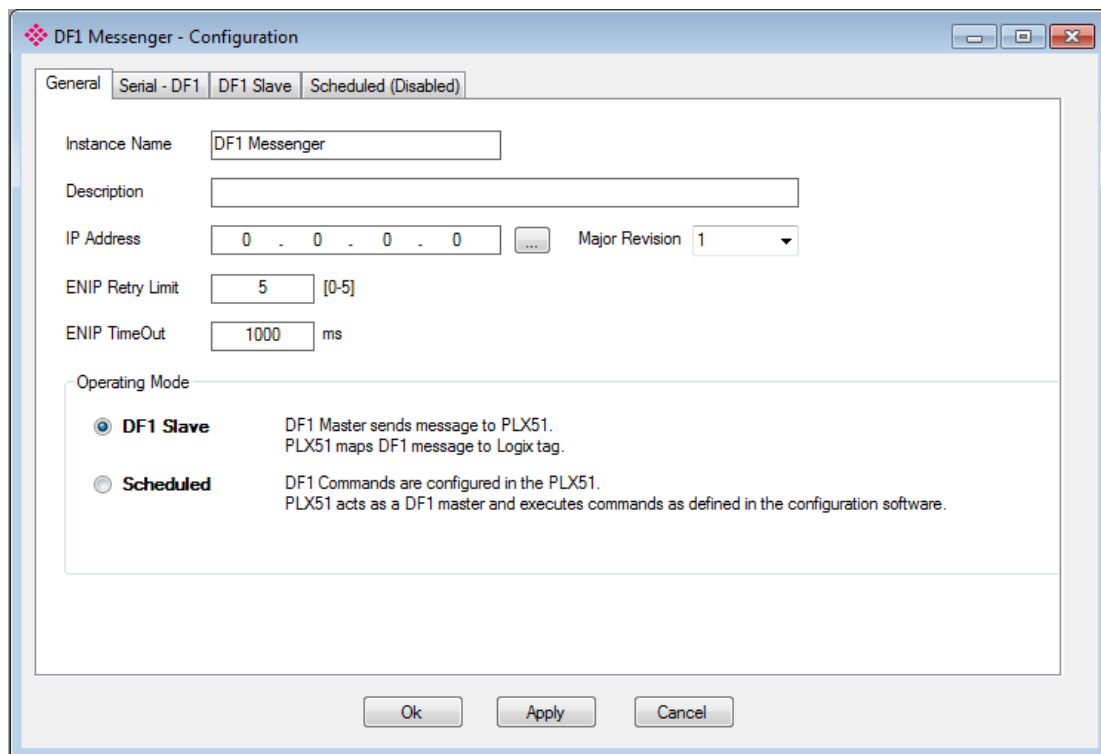 DF1 Messenger - Configuration
General Serial - DF1 DF1 Slave Scheduled (Disabled)
Instance Name DF1 Messenger
Description
IP Address 0 . 0 . 0 . 0 ... Major Revision 1
ENIP Retry Limit 5 [0-5]
ENIP TimeOut 1000 ms
Operating Mode
DF1 Slave DF1 Master sends message to PLX51.
PLX51 maps DF1 message to Logix tag.
Scheduled DF1 Commands are configured in the PLX51.
PLX51 acts as a DF1 master and executes commands as defined in the configuration software.
Ok Apply Cancel